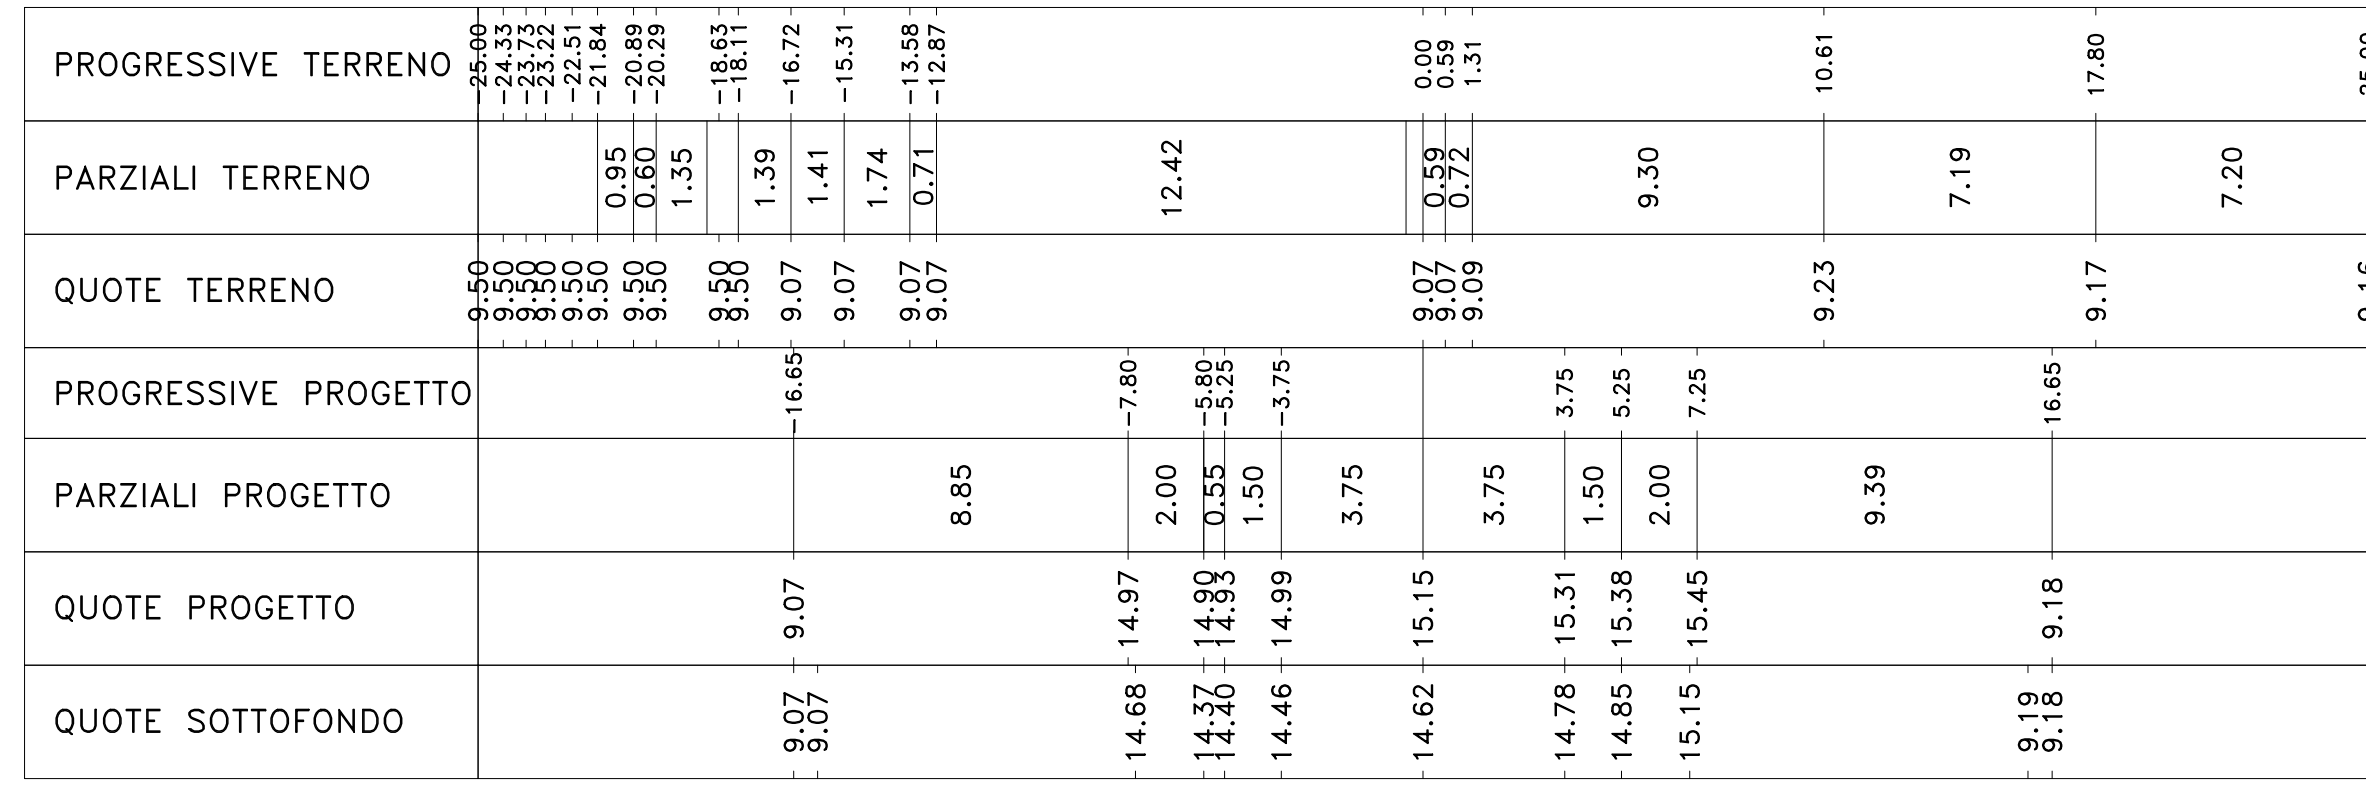 PROGRESSIVE TERRENO -25.00 -24.33 -23.73 -23.22 -22.51 -21.84 -20.89 -20.29 -18.63 -18.11 -16.72 -15.31 -13.58 -12.87 0.00 0.59 1.31 10.61 17.80
PARZIALI TERRENO 0.95 0.60 1.35 1.39 1.41 1.74 0.71 12.42 0.59 0.72 9.30 7.19 7.20
QUOTE TERRENO 9.50 9.50 9.50 9.50 9.50 9.50 9.50 9.50 9.50 9.50 9.07 9.07 9.07 9.07 9.07 9.07 9.09 9.23 9.17
PROGRESSIVE PROGETTO -16.65 -7.80 -5.80 -5.25 -3.75 3.75 5.25 7.25 16.65
PARZIALI PROGETTO 8.85 2.00 0.55 1.50 3.75 3.75 1.50 2.00 9.39
QUOTE PROGETTO 9.07 14.97 14.90 14.93 14.99 15.15 15.31 15.38 15.45 9.18
QUOTE SOTTOFONDO 9.07 9.07 14.68 14.37 14.40 14.46 14.62 14.78 14.85 15.15 9.19 9.18